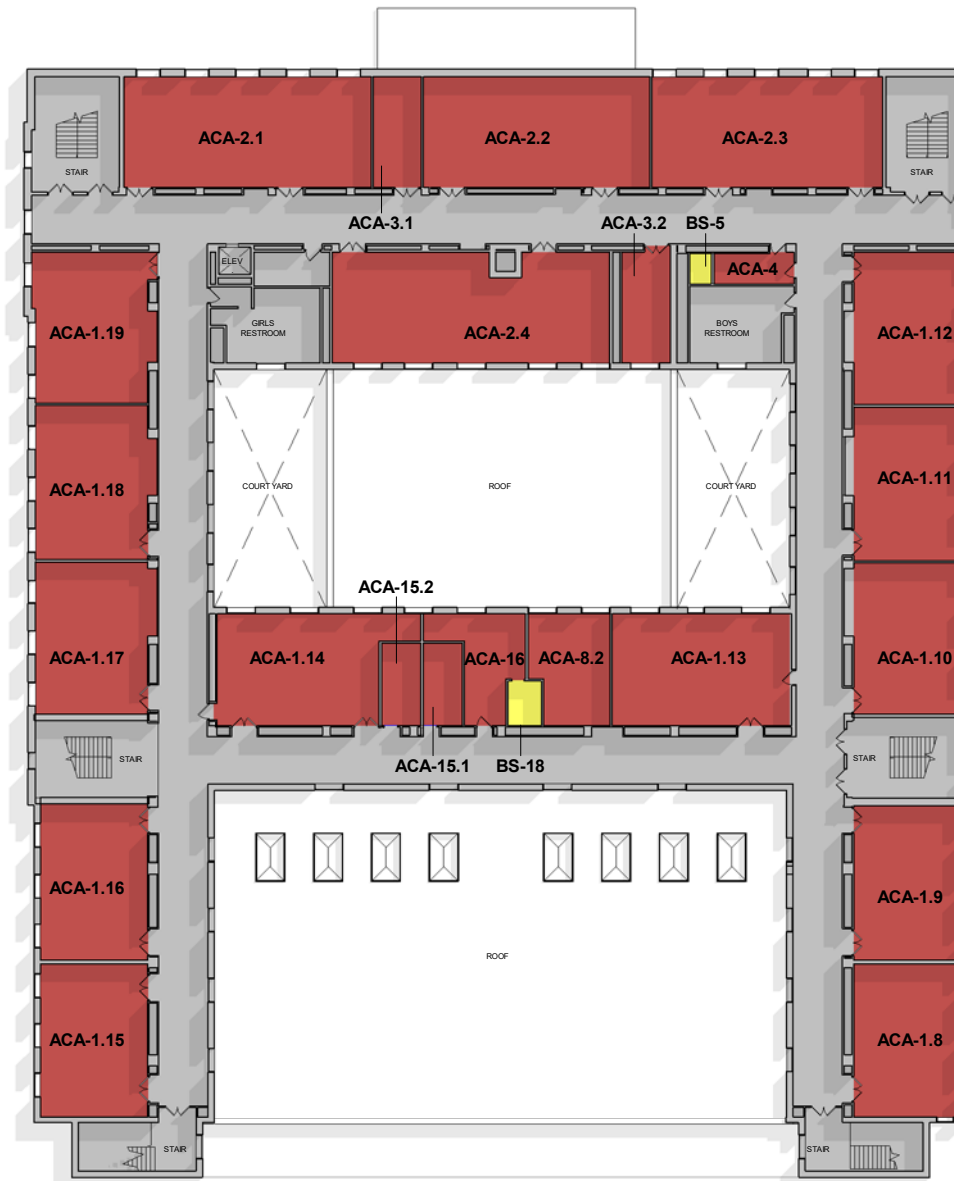 ACA-2.1
ACA-2.2
ACA-2.3
STAIR
STAIR
ACA-3.1
ACA-3.2
BS-5
ELEV
ACA-4
GIRLS
RESTROOM
ACA-2.4
BOYS
RESTROOM
ACA-1.19
ACA-1.12
ACA-1.18
COURT YARD
ROOF
COURT YARD
ACA-1.11
ACA-15.2
ACA-1.17
ACA-1.14
ACA-16
ACA-8.2
ACA-1.13
ACA-1.10
STAIR
ACA-15.1
BS-18
STAIR
ACA-1.16
ACA-1.9
ROOF
ACA-1.15
ACA-1.8
STAIR
STAIR